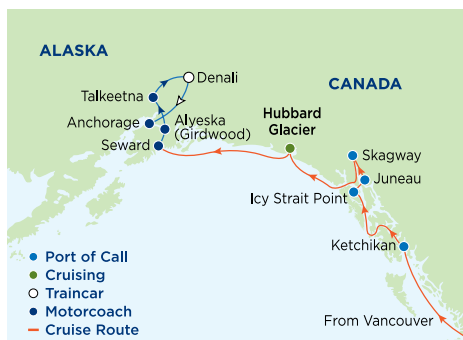 ALASKA
Denali
CANADA
Talkeetna
Hubbard
Glacier
Anchorage
Alyeska
(Girdwood)
Seward
Skagway
Juneau
Icy Strait Point
Ketchikan
Port of Call
Cruising
Traincar
Motorcoach
Cruise Route
From Vancouver